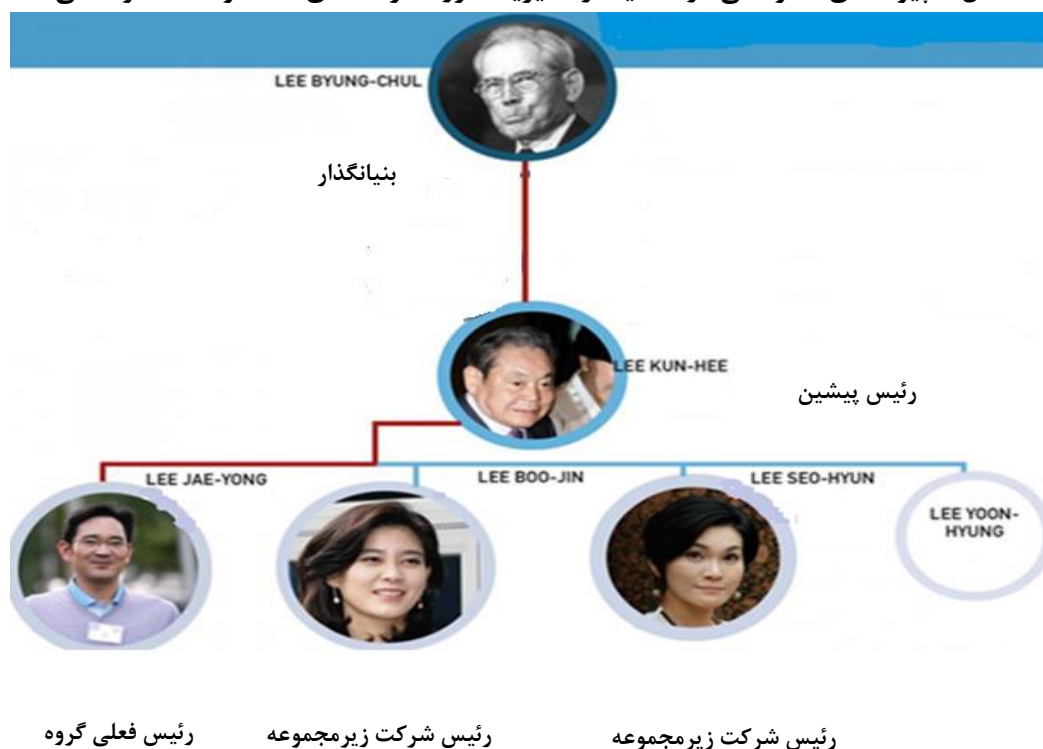 LEE BYUNG-CHUL
بنیانگذار
LEE KUN-HEE
رئیس پیشین
LEE JAE-YONG
LEE BOO-JIN
LEE SEO-HYUN
LEE YOON-
HYUNG
رئیس فعلی گروه
رئیس شرکت زیرمجموعه
رئیس شرکت زیرمجموعه